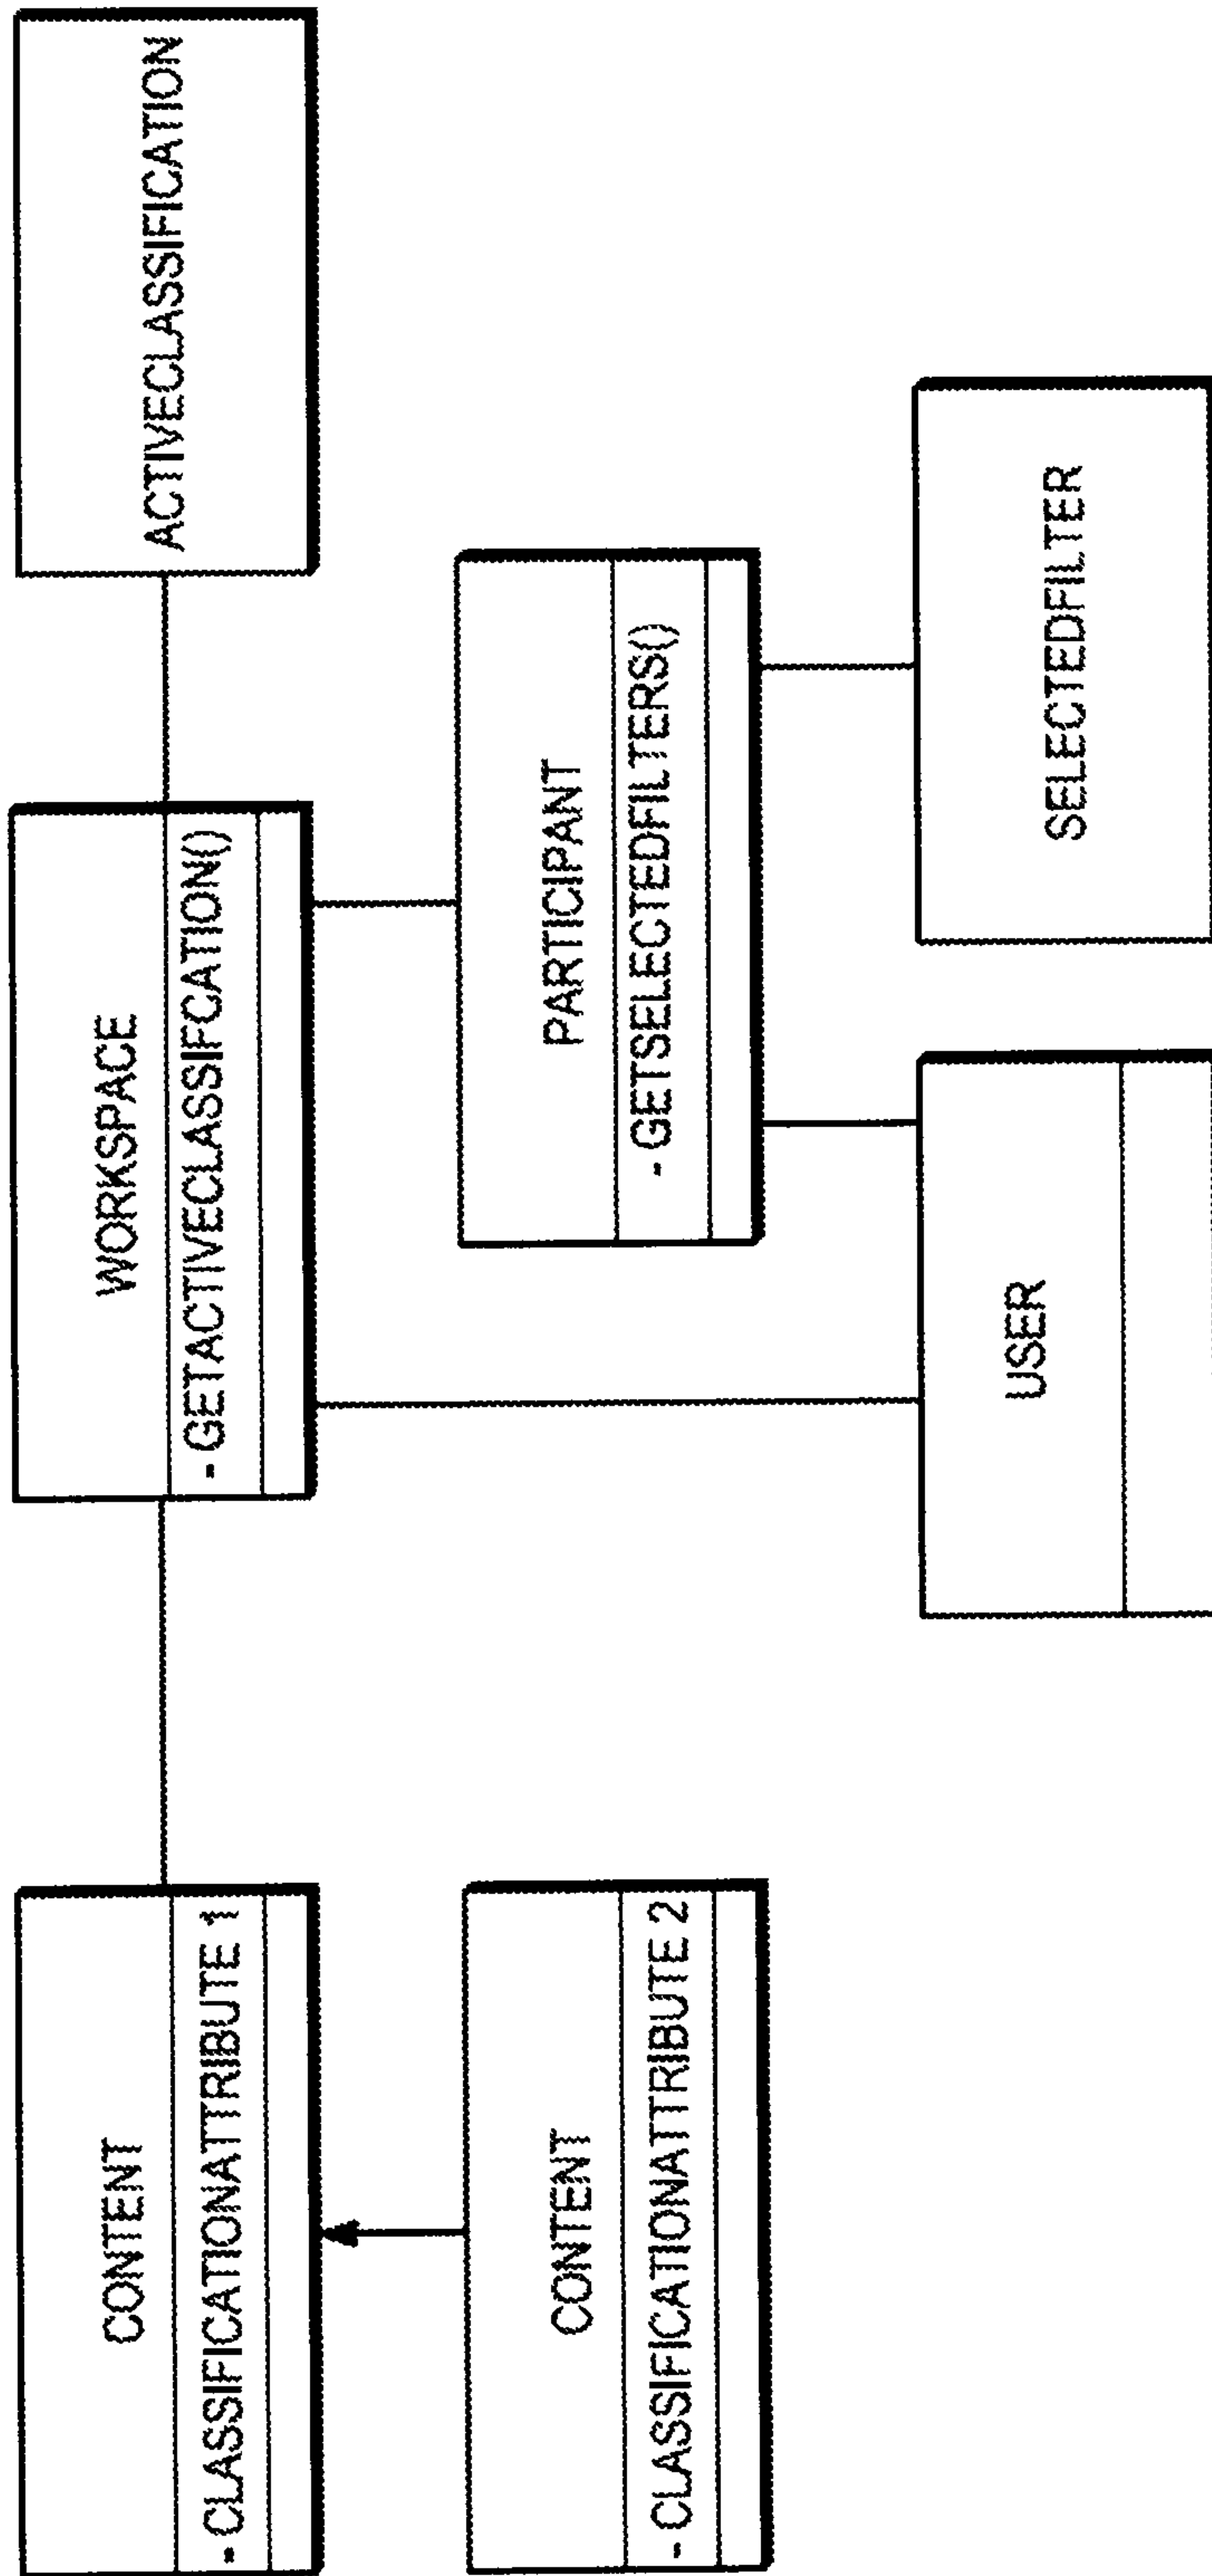 CONTENT
- CLASSIFICATIONATTRIBUTE 1
WORKSPACE
- GETACTIVECLASSIFCATION()
ACTIVECLASSIFICATION
CONTENT
- CLASSIFICATIONATTRIBUTE 2
PARTICIPANT
- GETSELECTEDFILTERS()
USER
SELECTEDFILTER